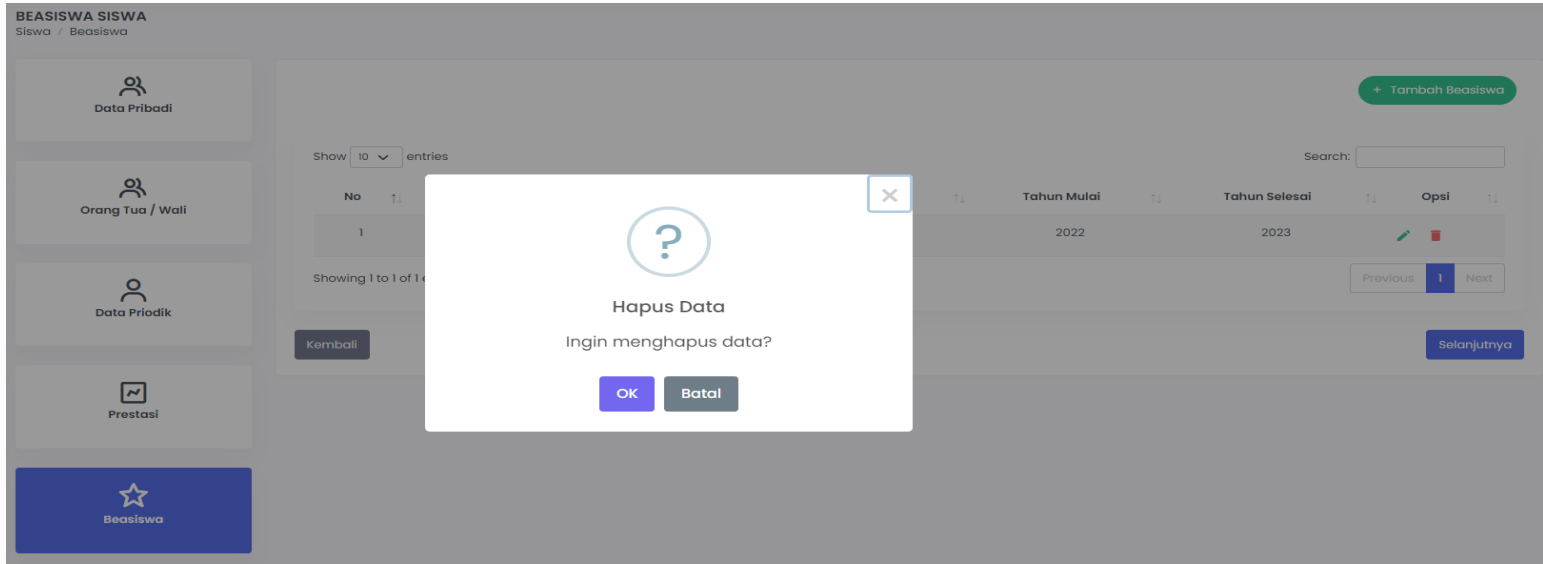 BEASISWA SISWA
Siswa / Beasiswa
Data Pribadi
Orang Tua / Wali
Data Priodik
Prestasi
Beasiswa
+ Tambah Beasiswa
Show 10 entries
Search:
No Tahun Mulai Tahun Selesai Opsi
1 2022 2023
Showing 1 to 1 of 1
Previous 1 Next
Kembali
Selanjutnya
×
?
Hapus Data
Ingin menghapus data?
OK Batal